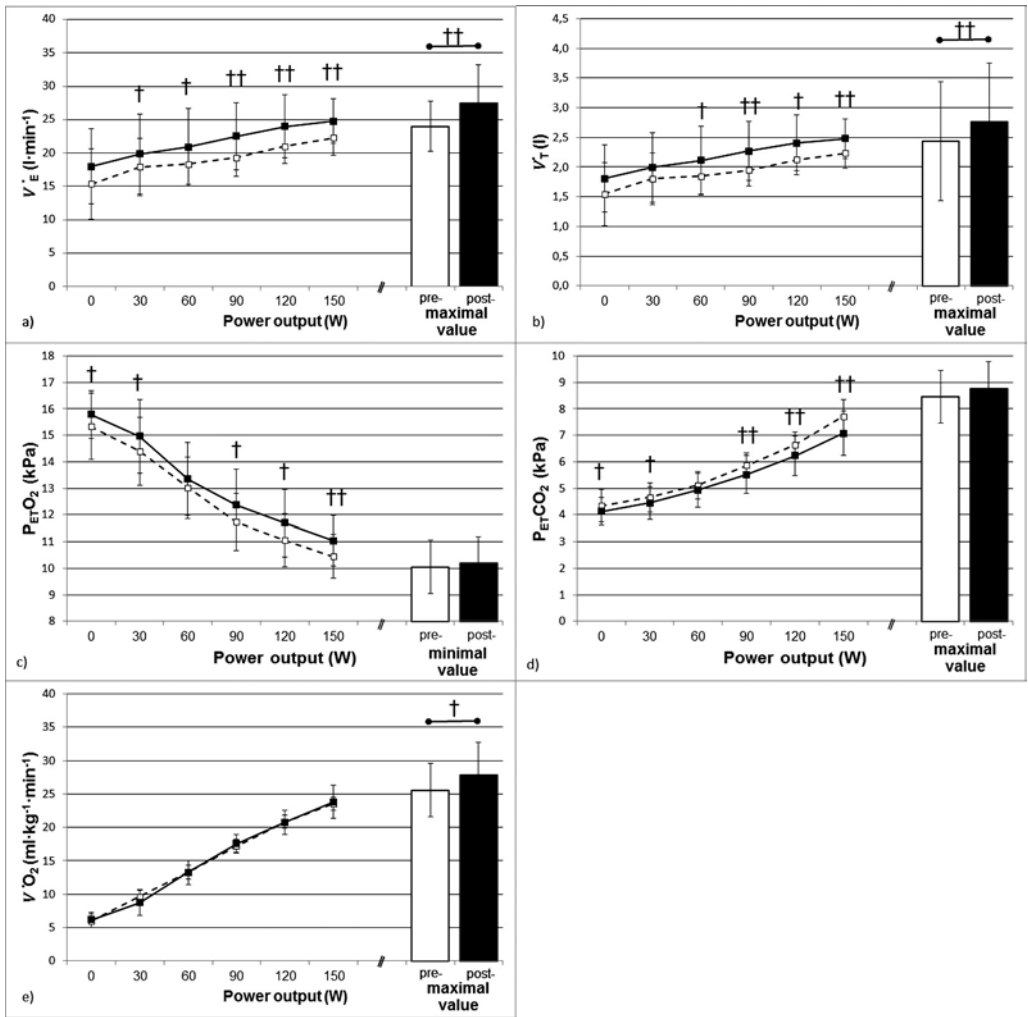 40
35
30
25
20
15
10
5
0
V̇E (l·min-1)
† † †† †† ††
††
0 30 60 90 120 150 // pre- post-
a) Power output (W) maximal
value
4,5
4,0
3,5
3,0
2,5
2,0
1,5
1,0
0,5
0,0
VT (l)
† †† † ††
††
0 30 60 90 120 150 // pre- post-
b) Power output (W) maximal
value
18
17
16
15
14
13
12
11
10
9
8
PETO2 (kPa)
† † † † ††
0 30 60 90 120 150 // pre- post-
c) Power output (W) minimal
value
10
9
8
7
6
5
4
3
2
1
0
PETCO2 (kPa)
† † †† †† ††
0 30 60 90 120 150 // pre- post-
d) Power output (W) maximal
value
40
35
30
25
20
15
10
5
0
V̇O2 (ml·kg-1·min-1)
†
0 30 60 90 120 150 // pre- post-
e) Power output (W) maximal
value